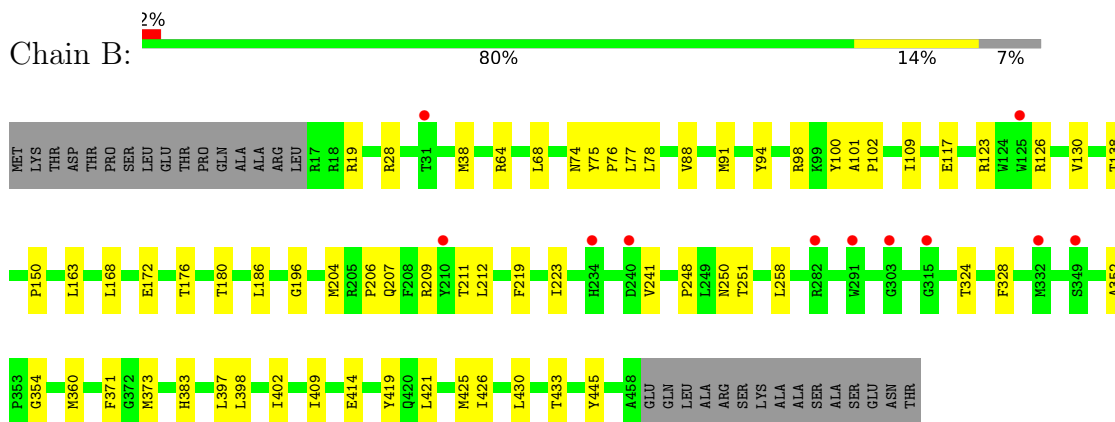 2%
Chain B:
80% 14% 7%
MET LYS THR ASP THR PRO SER LEU GLU THR PRO GLN ALA ALA ARG LEU R17 R18 R19 R28 T31 M38 R64 L68 N74 Y75 P76 L77 L78 V88 M91 Y94 R98 K99 Y100 A101 P102 I109 E117 R123 W124 W125 R126 V130 T138
P150 L163 L168 E172 T176 T180 L186 G196 M204 R205 P206 Q207 F208 R209 Y210 T211 L212 F219 I223 H234 D240 V241 P248 L249 N250 T251 L258 R282 W291 G303 G315 T324 F328 M332 S349 A352
P353 G354 M360 F371 G372 M373 H383 L397 L398 I402 I409 E414 Y419 Q420 L421 M425 I426 L430 T433 Y445 A458 GLU GLN LEU ALA ARG SER LYS ALA ALA SER ALA SER GLU ASN THR